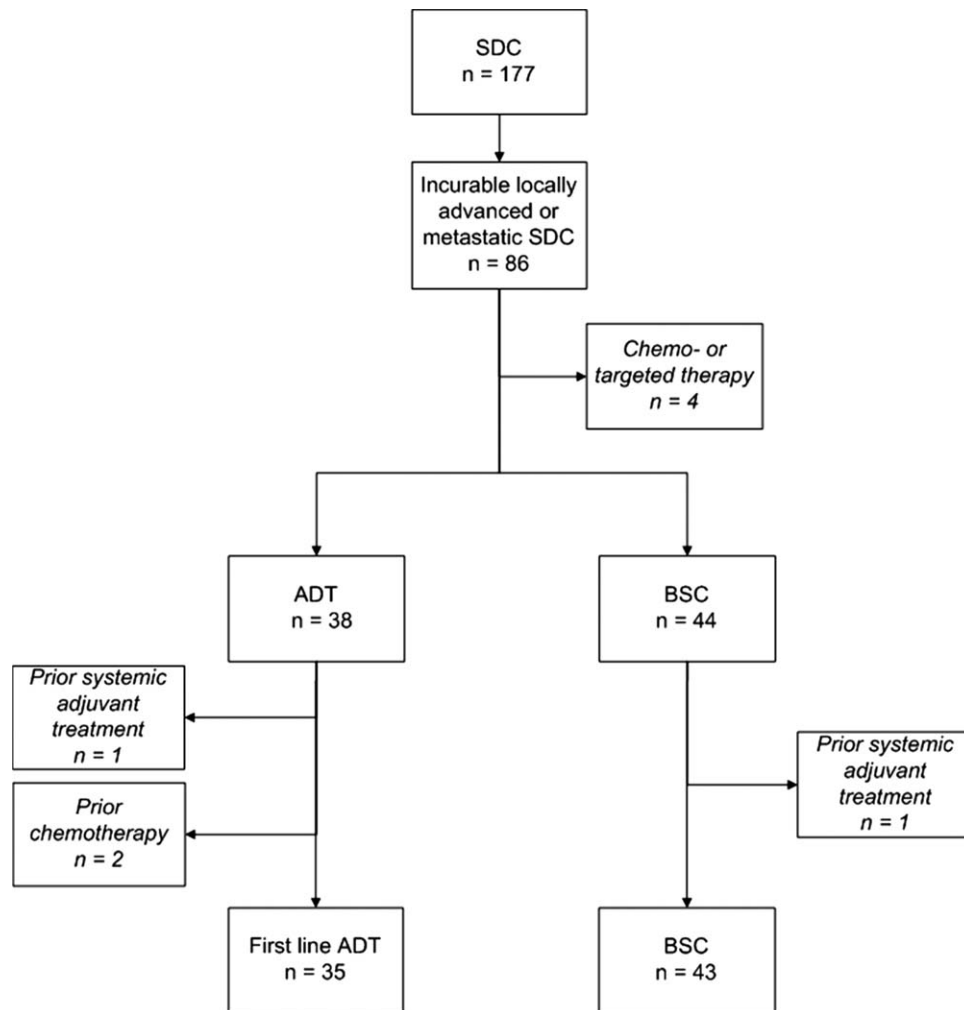 SDC
n = 177
Incurable locally
advanced or
metastatic SDC
n = 86
Chemo- or
targeted therapy
n = 4
ADT
n = 38
BSC
n = 44
Prior systemic
adjuvant
treatment
n = 1
Prior systemic
adjuvant
treatment
n = 1
Prior
chemotherapy
n = 2
First line ADT
n = 35
BSC
n = 43